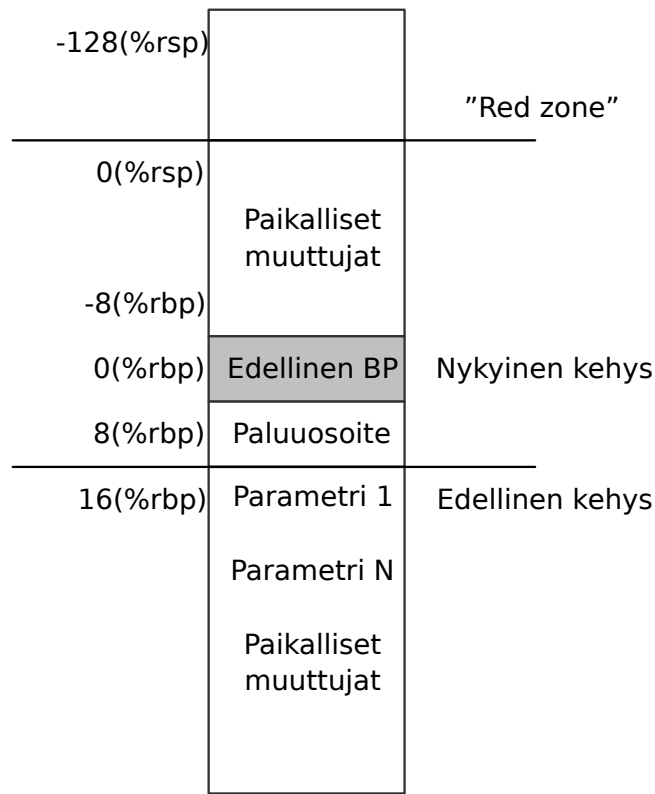 -128(%rsp)
”Red zone”
0(%rsp)
Paikalliset
muuttujat
-8(%rbp)
0(%rbp) Edellinen BP Nykyinen kehys
8(%rbp) Paluuosoite
16(%rbp) Parametri 1 Edellinen kehys
Parametri N
Paikalliset
muuttujat